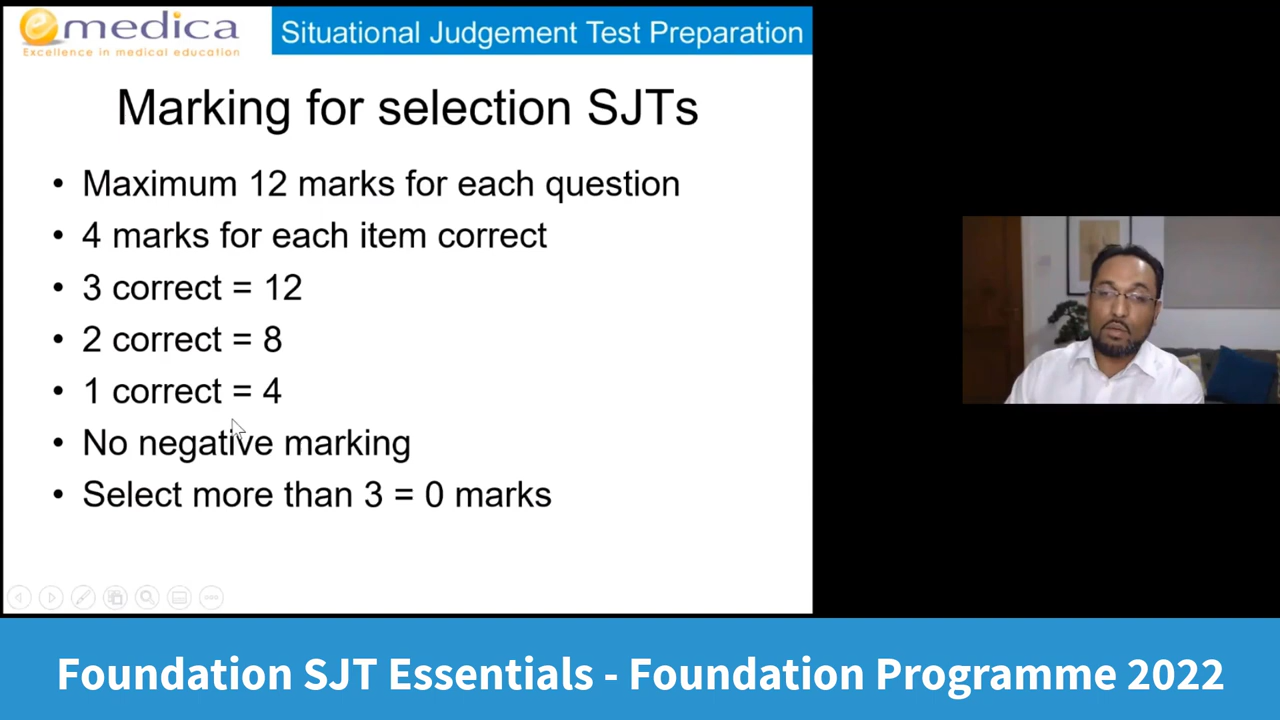 emedica
Excellence in medical education
Situational Judgement Test Preparation
Marking for selection SJTs
• Maximum 12 marks for each question
• 4 marks for each item correct
• 3 correct = 12
• 2 correct = 8
• 1 correct = 4
• No negative marking
• Select more than 3 = 0 marks
Foundation SJT Essentials - Foundation Programme 2022